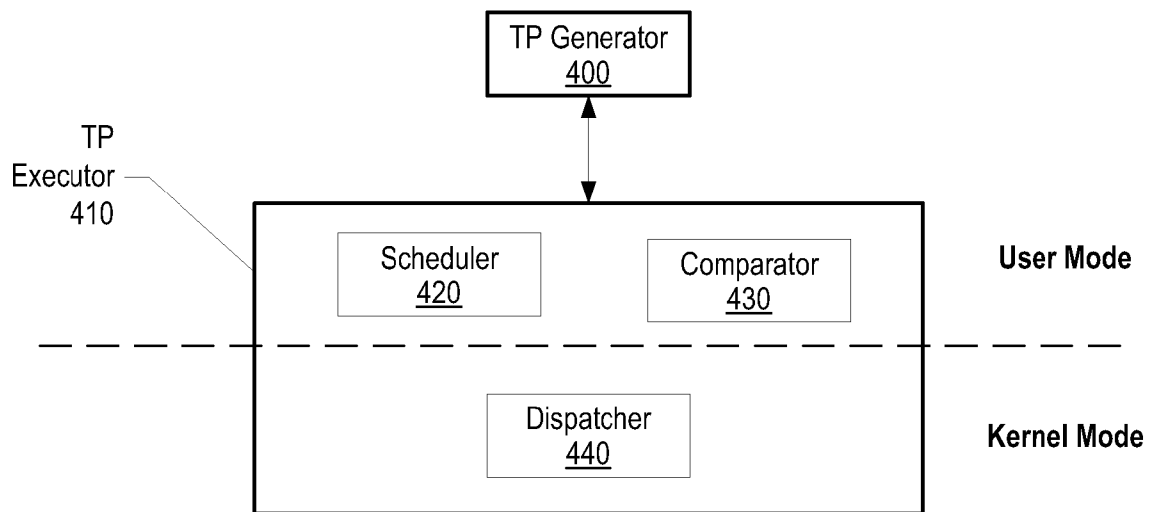 TP Generator
400
TP
Executor
410
Scheduler
420
Comparator
430
User Mode
Dispatcher
440
Kernel Mode